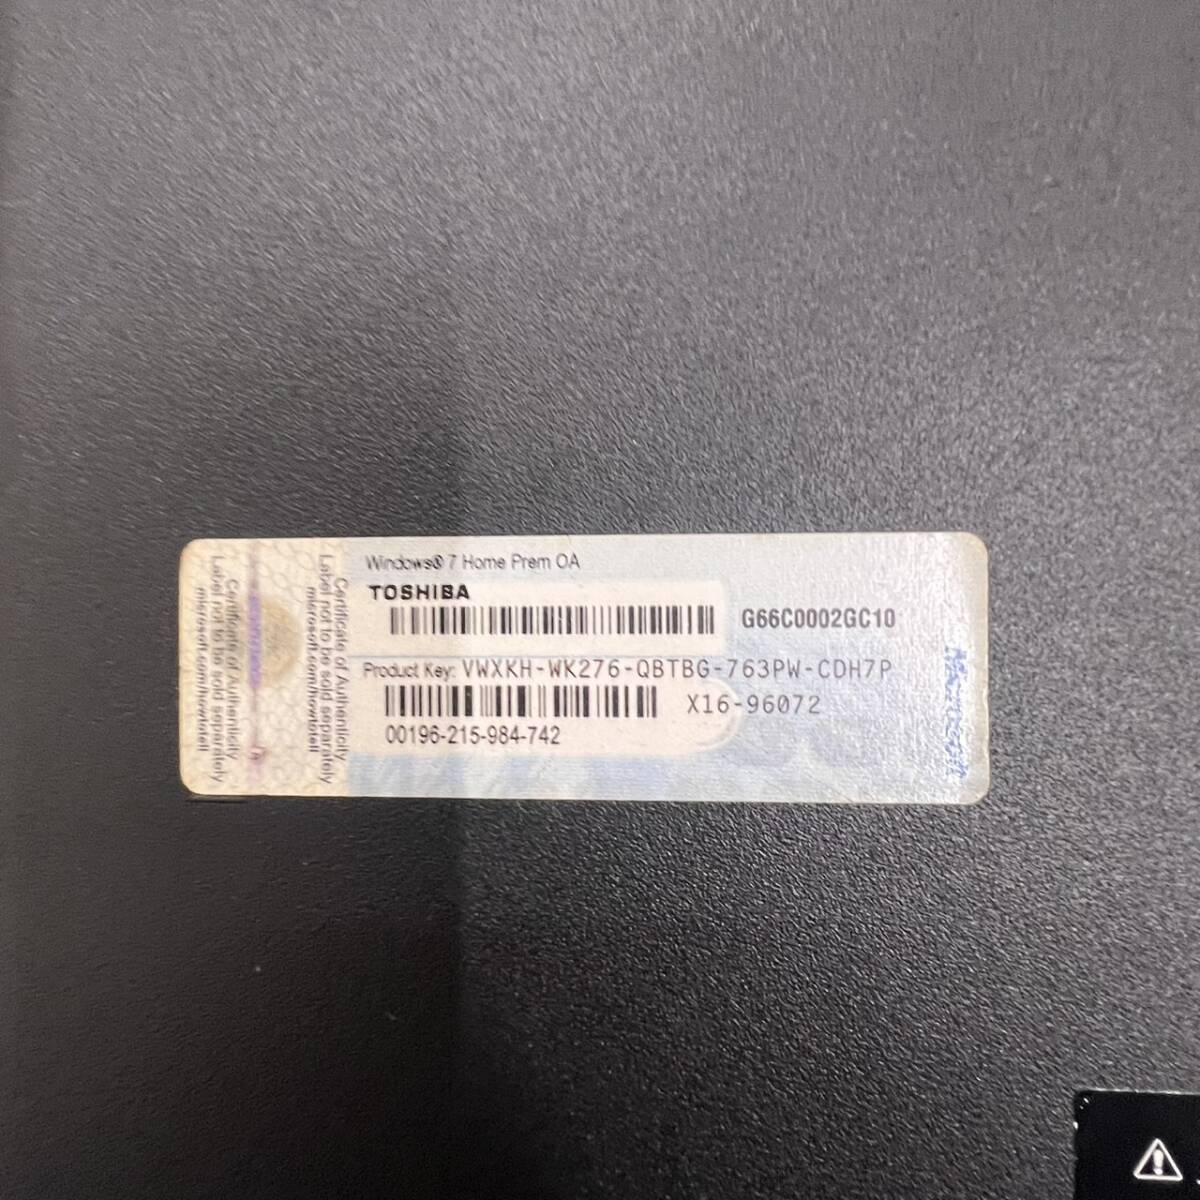 Windows® 7 Home Prem OA
TOSHIBA
G66C0002GC10
Product Key: VWXKH-WK276-QBTBG-763PW-CDH7P
X16-96072
00196-215-984-742
Certificate of Authenticity
Label not to be sold separately
microsoft.com/howtotell
Certificate of Authenticity
Label not to be sold separately
microsoft.com/howtotell